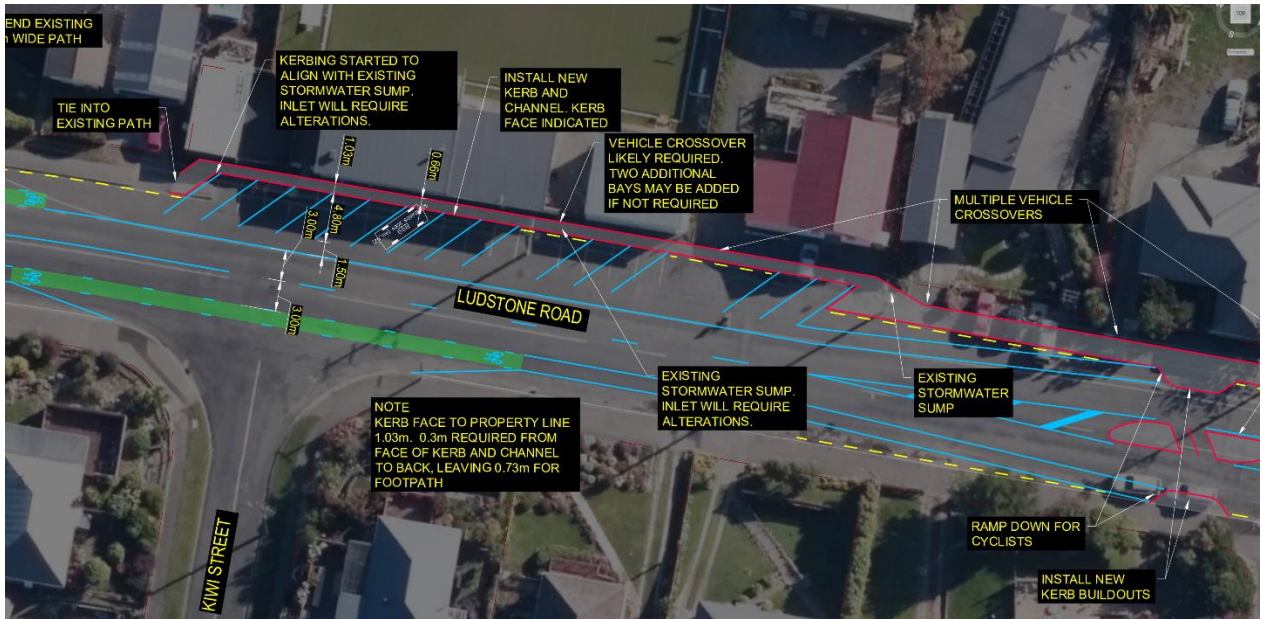 END EXISTING
WIDE PATH
TIE INTO
EXISTING PATH
KERBING STARTED TO
ALIGN WITH EXISTING
STORMWATER SUMP.
INLET WILL REQUIRE
ALTERATIONS.
INSTALL NEW
KERB AND
CHANNEL. KERB
FACE INDICATED
VEHICLE CROSSOVER
LIKELY REQUIRED.
TWO ADDITIONAL
BAYS MAY BE ADDED
IF NOT REQUIRED
MULTIPLE VEHICLE
CROSSOVERS
TOP
S
1.03m
0.66m
4.80m
3.00m
1.50m
3.00m
LUDSTONE ROAD
EXISTING
STORMWATER SUMP.
INLET WILL REQUIRE
ALTERATIONS.
EXISTING
STORMWATER
SUMP
NOTE
KERB FACE TO PROPERTY LINE
1.03m. 0.3m REQUIRED FROM
FACE OF KERB AND CHANNEL
TO BACK, LEAVING 0.73m FOR
FOOTPATH
KIWI STREET
RAMP DOWN FOR
CYCLISTS
INSTALL NEW
KERB BUILDOUTS